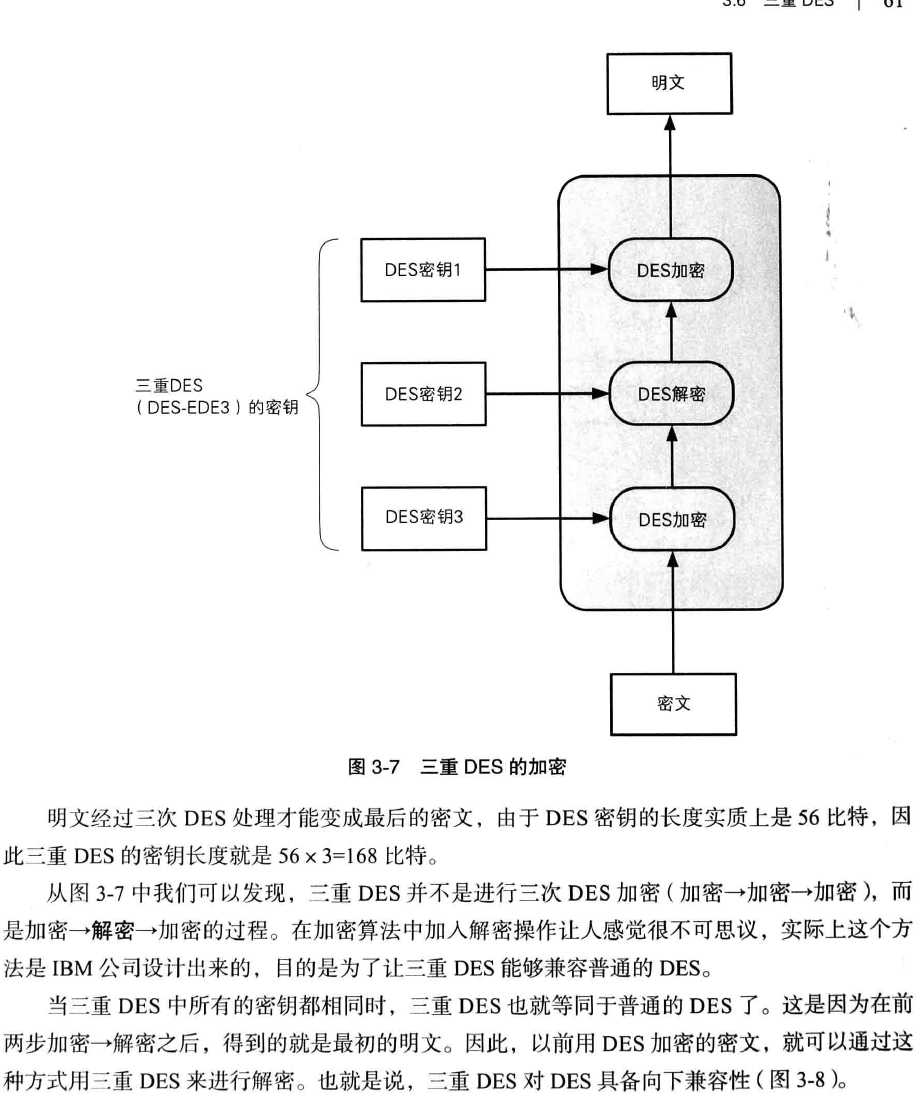 3.6 三重 DES | 61
明文
DES密钥1
DES加密
DES密钥2
DES解密
三重DES
（DES-EDE3）的密钥
DES密钥3
DES加密
密文
图 3-7 三重 DES 的加密
明文经过三次 DES 处理才能变成最后的密文，由于 DES 密钥的长度实质上是 56 比特，因
此三重 DES 的密钥长度就是 56 × 3=168 比特。
从图 3-7 中我们可以发现，三重 DES 并不是进行三次 DES 加密（加密→加密→加密），而
是加密→解密→加密的过程。在加密算法中加入解密操作让人感觉很不可思议，实际上这个方
法是 IBM 公司设计出来的，目的是为了让三重 DES 能够兼容普通的 DES。
当三重 DES 中所有的密钥都相同时，三重 DES 也就等同于普通的 DES 了。这是因为在前
两步加密→解密之后，得到的就是最初的明文。因此，以前用 DES 加密的密文，就可以通过这
种方式用三重 DES 来进行解密。也就是说，三重 DES 对 DES 具备向下兼容性（图 3-8）。